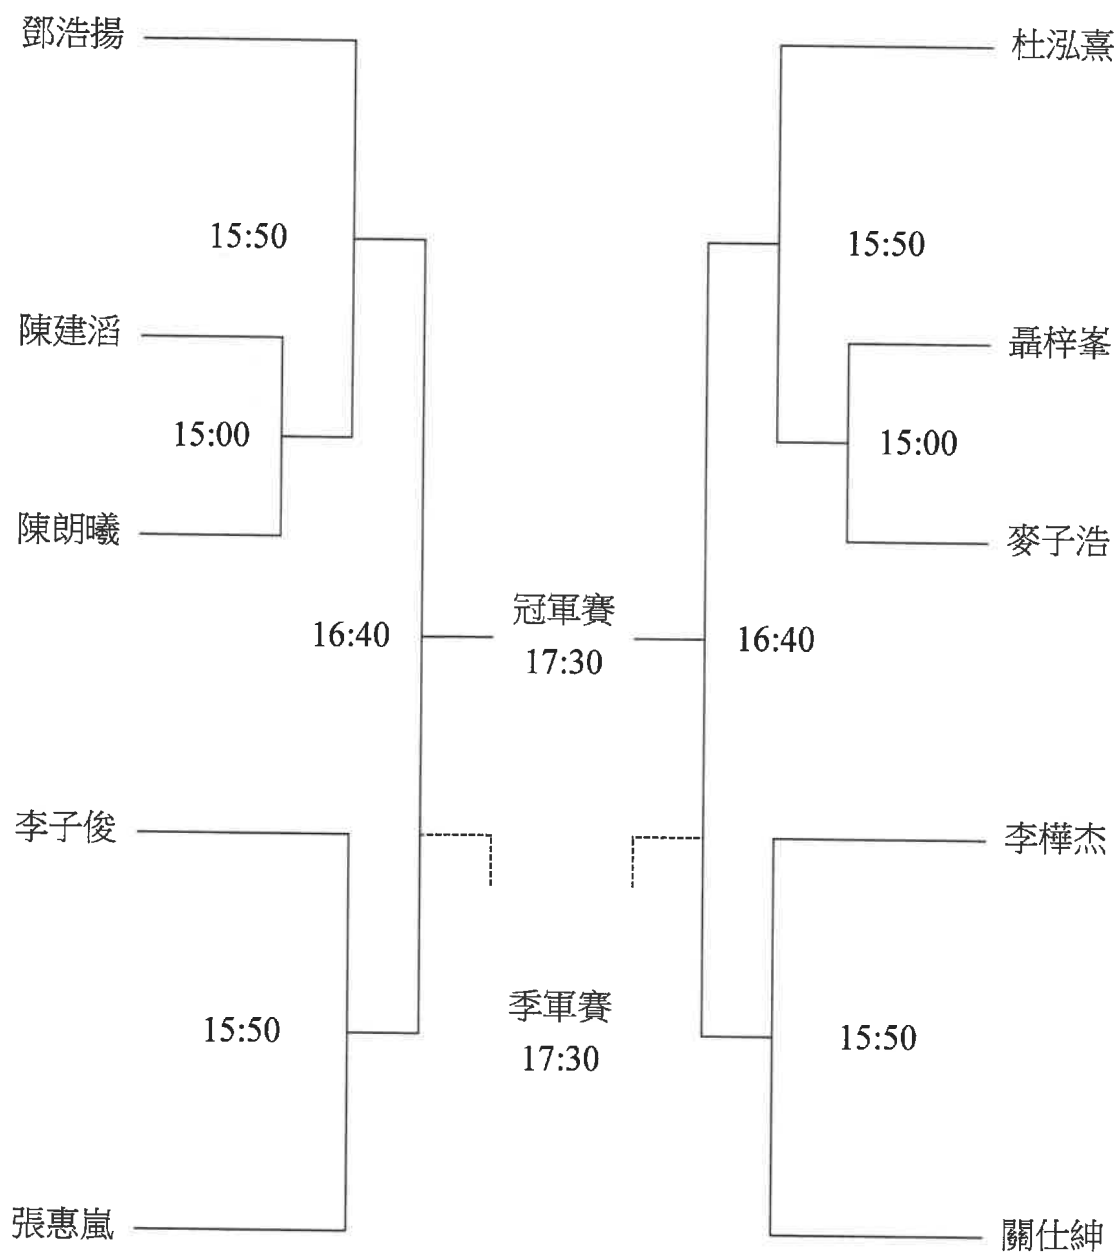 鄧浩揚
杜泓熹
15:50
15:50
陳建滔
聶梓峯
15:00
15:00
陳朗曦
麥子浩
冠軍賽
16:40
16:40
17:30
李子俊
李樺杰
季軍賽
15:50
15:50
17:30
張惠嵐
關仕紳